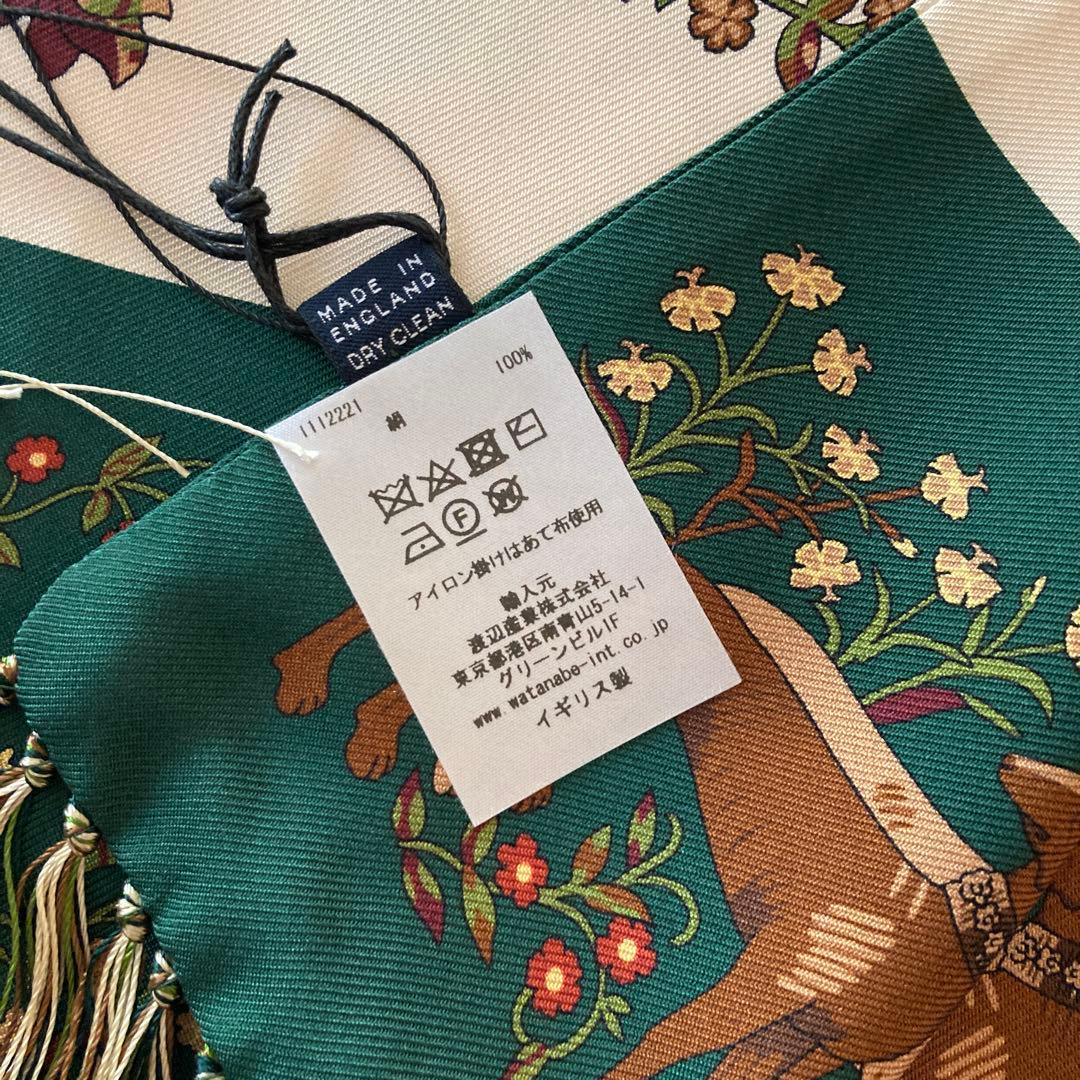 MADE IN
ENGLAND
DRY CLEAN
1112221
絹 100%
F
W
アイロン掛けはあて布使用
輸入元
渡辺産業株式会社
東京都港区南青山5-14-1
グリーンビル1F
www.watanabe-int.co.jp
イギリス製